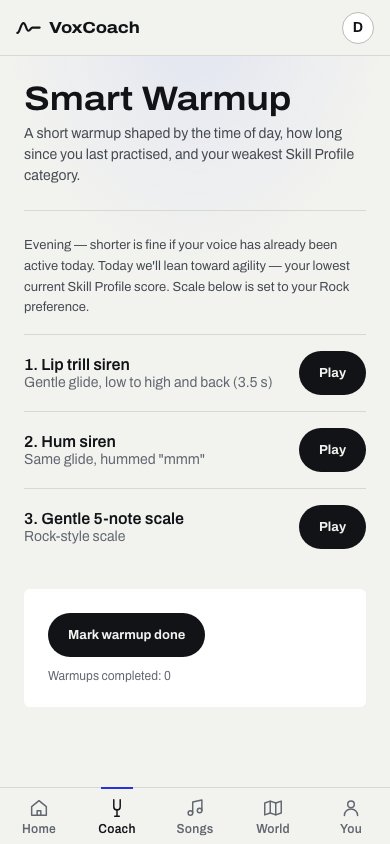 VoxCoach
D
Smart Warmup
A short warmup shaped by the time of day, how long
since you last practised, and your weakest Skill Profile
category.
Evening — shorter is fine if your voice has already been
active today. Today we'll lean toward agility — your lowest
current Skill Profile score. Scale below is set to your Rock
preference.
1. Lip trill siren
Gentle glide, low to high and back (3.5 s)
Play
2. Hum siren
Same glide, hummed "mmm"
Play
3. Gentle 5-note scale
Rock-style scale
Play
Mark warmup done
Warmups completed: 0
Home
Coach
Songs
World
You